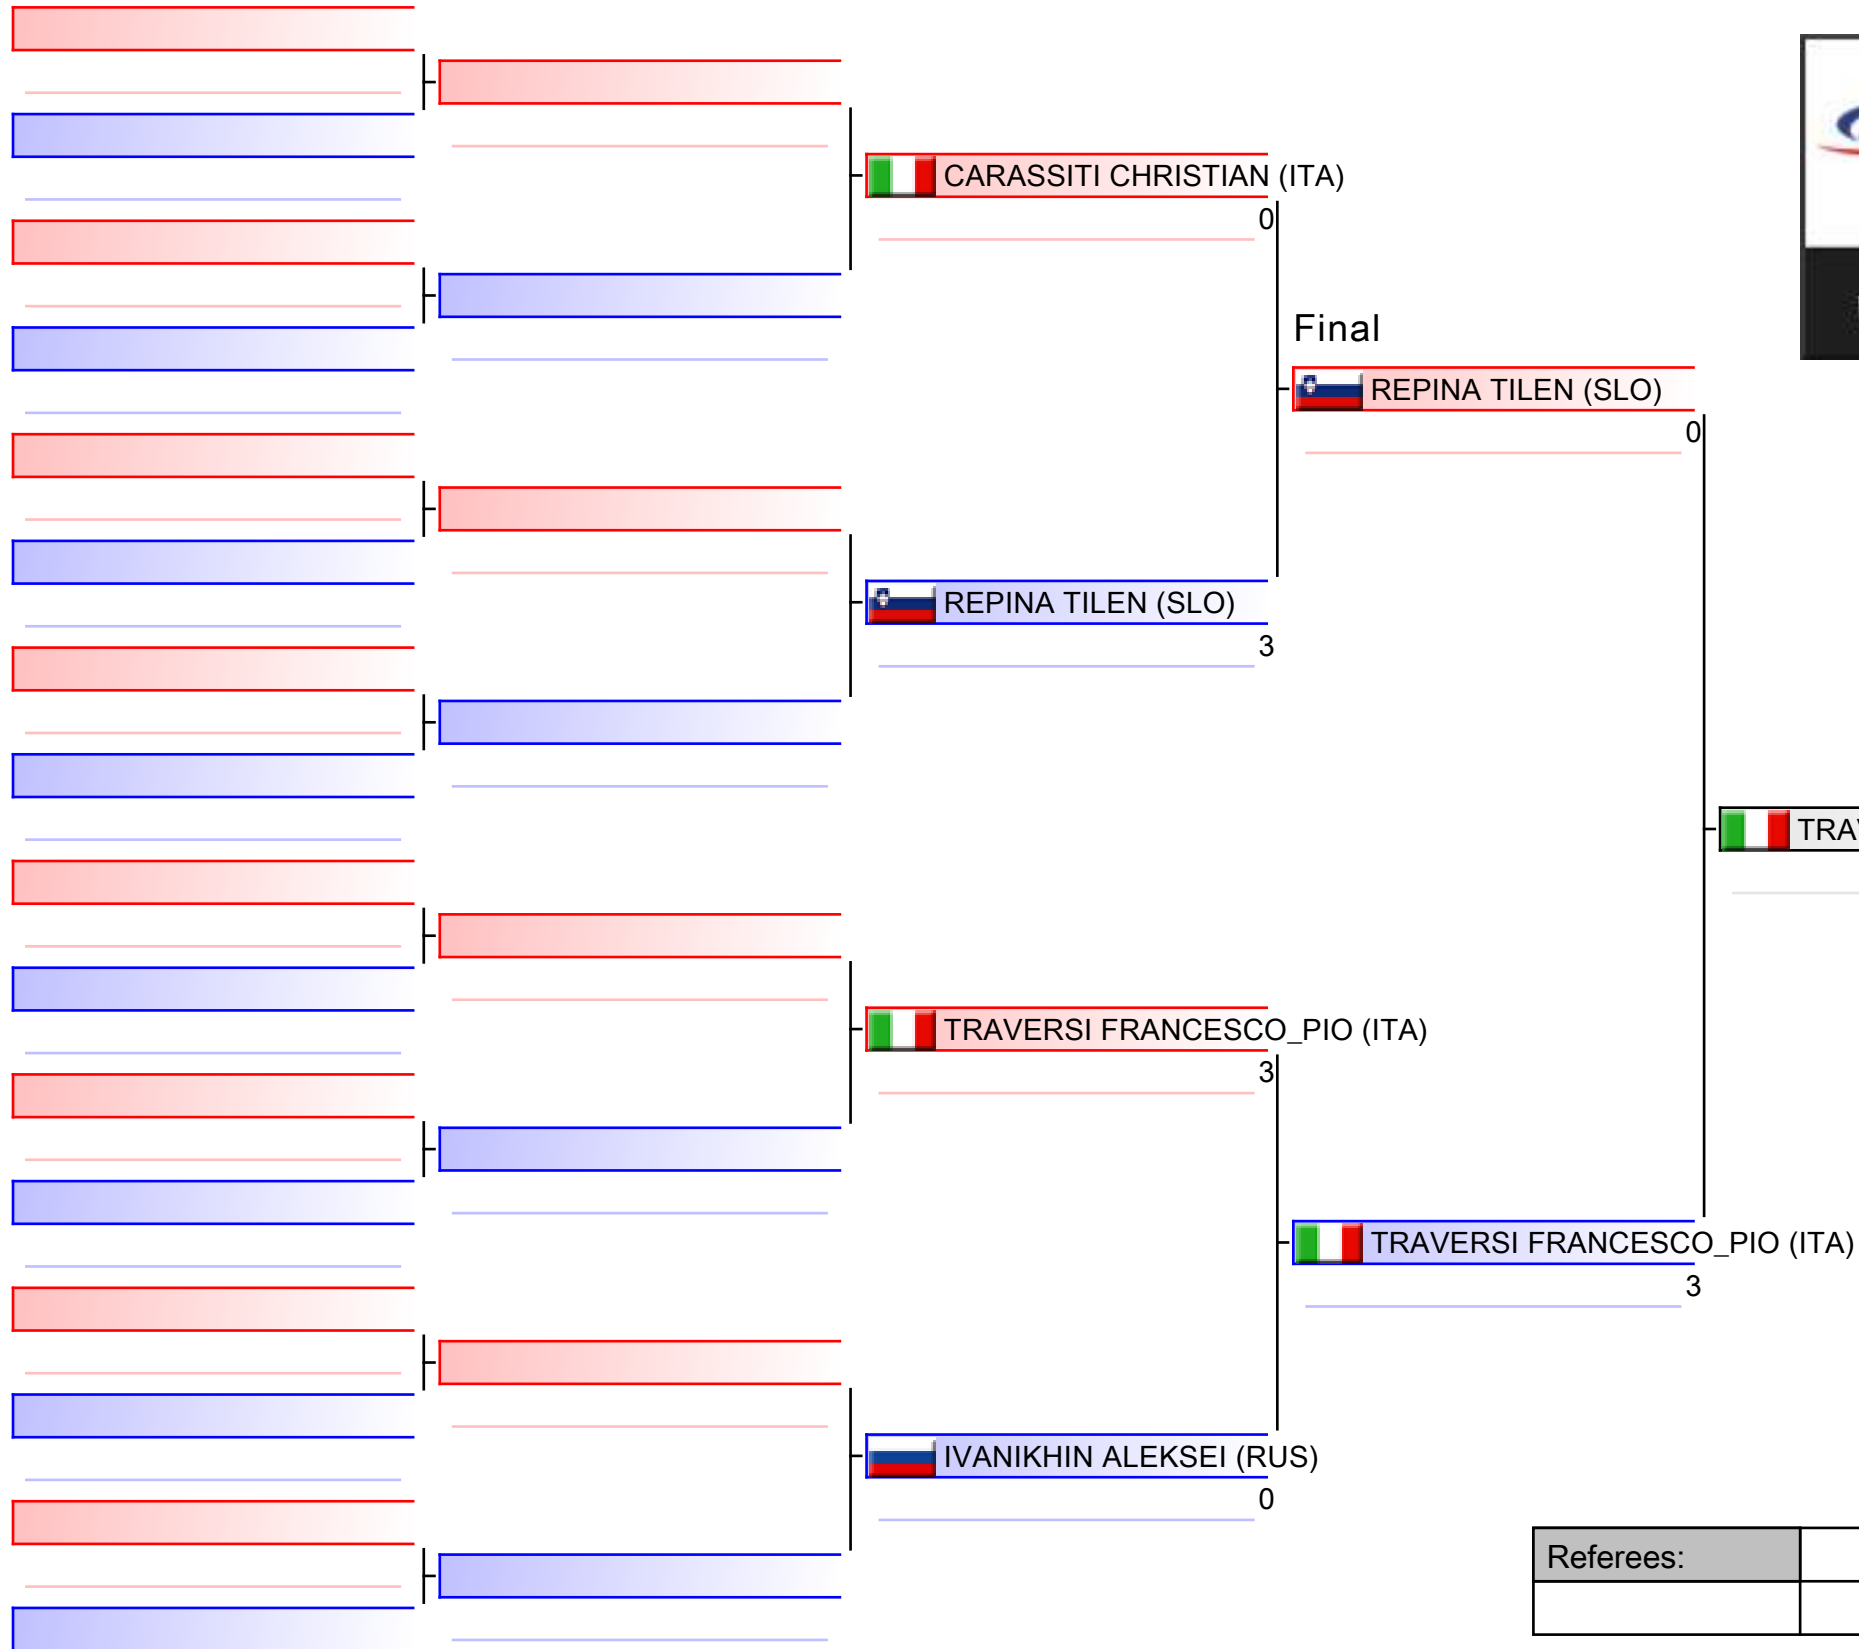 CARASSITI CHRISTIAN (ITA)
0
Final
REPINA TILEN (SLO)
0
REPINA TILEN (SLO)
3
TRAV
TRAVERSI FRANCESCO_PIO (ITA)
3
TRAVERSI FRANCESCO_PIO (ITA)
3
IVANIKHIN ALEKSEI (RUS)
0
Referees: